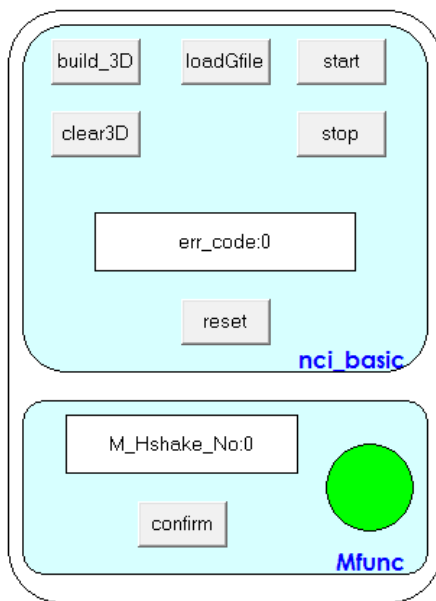 build_3D loadGfile start
clear3D stop
err_code:0
reset
nci_basic
M_Hshake_No:0
confirm
Mfunc